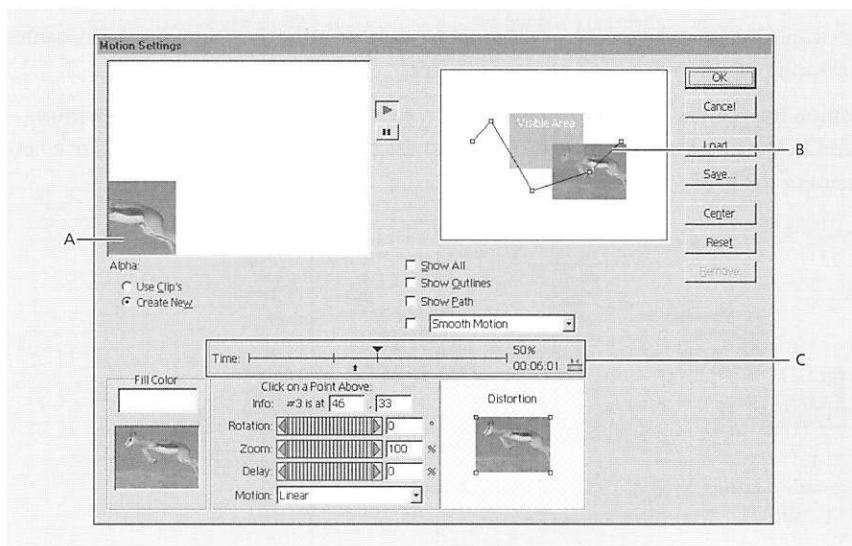 Motion Settings
OK
Cancel
Load...
Save...
Center
Reset
Remove
Visible Area
B
A
Alpha:
Use Clip's
Create New
Show All
Show Outlines
Show Path
Smooth Motion
Time:
50%
00:06:01
C
Fill Color
Click on a Point Above:
Info: #3 is at 46 , 33
Rotation: 0 °
Zoom: 100 %
Delay: 0 %
Motion: Linear
Distortion